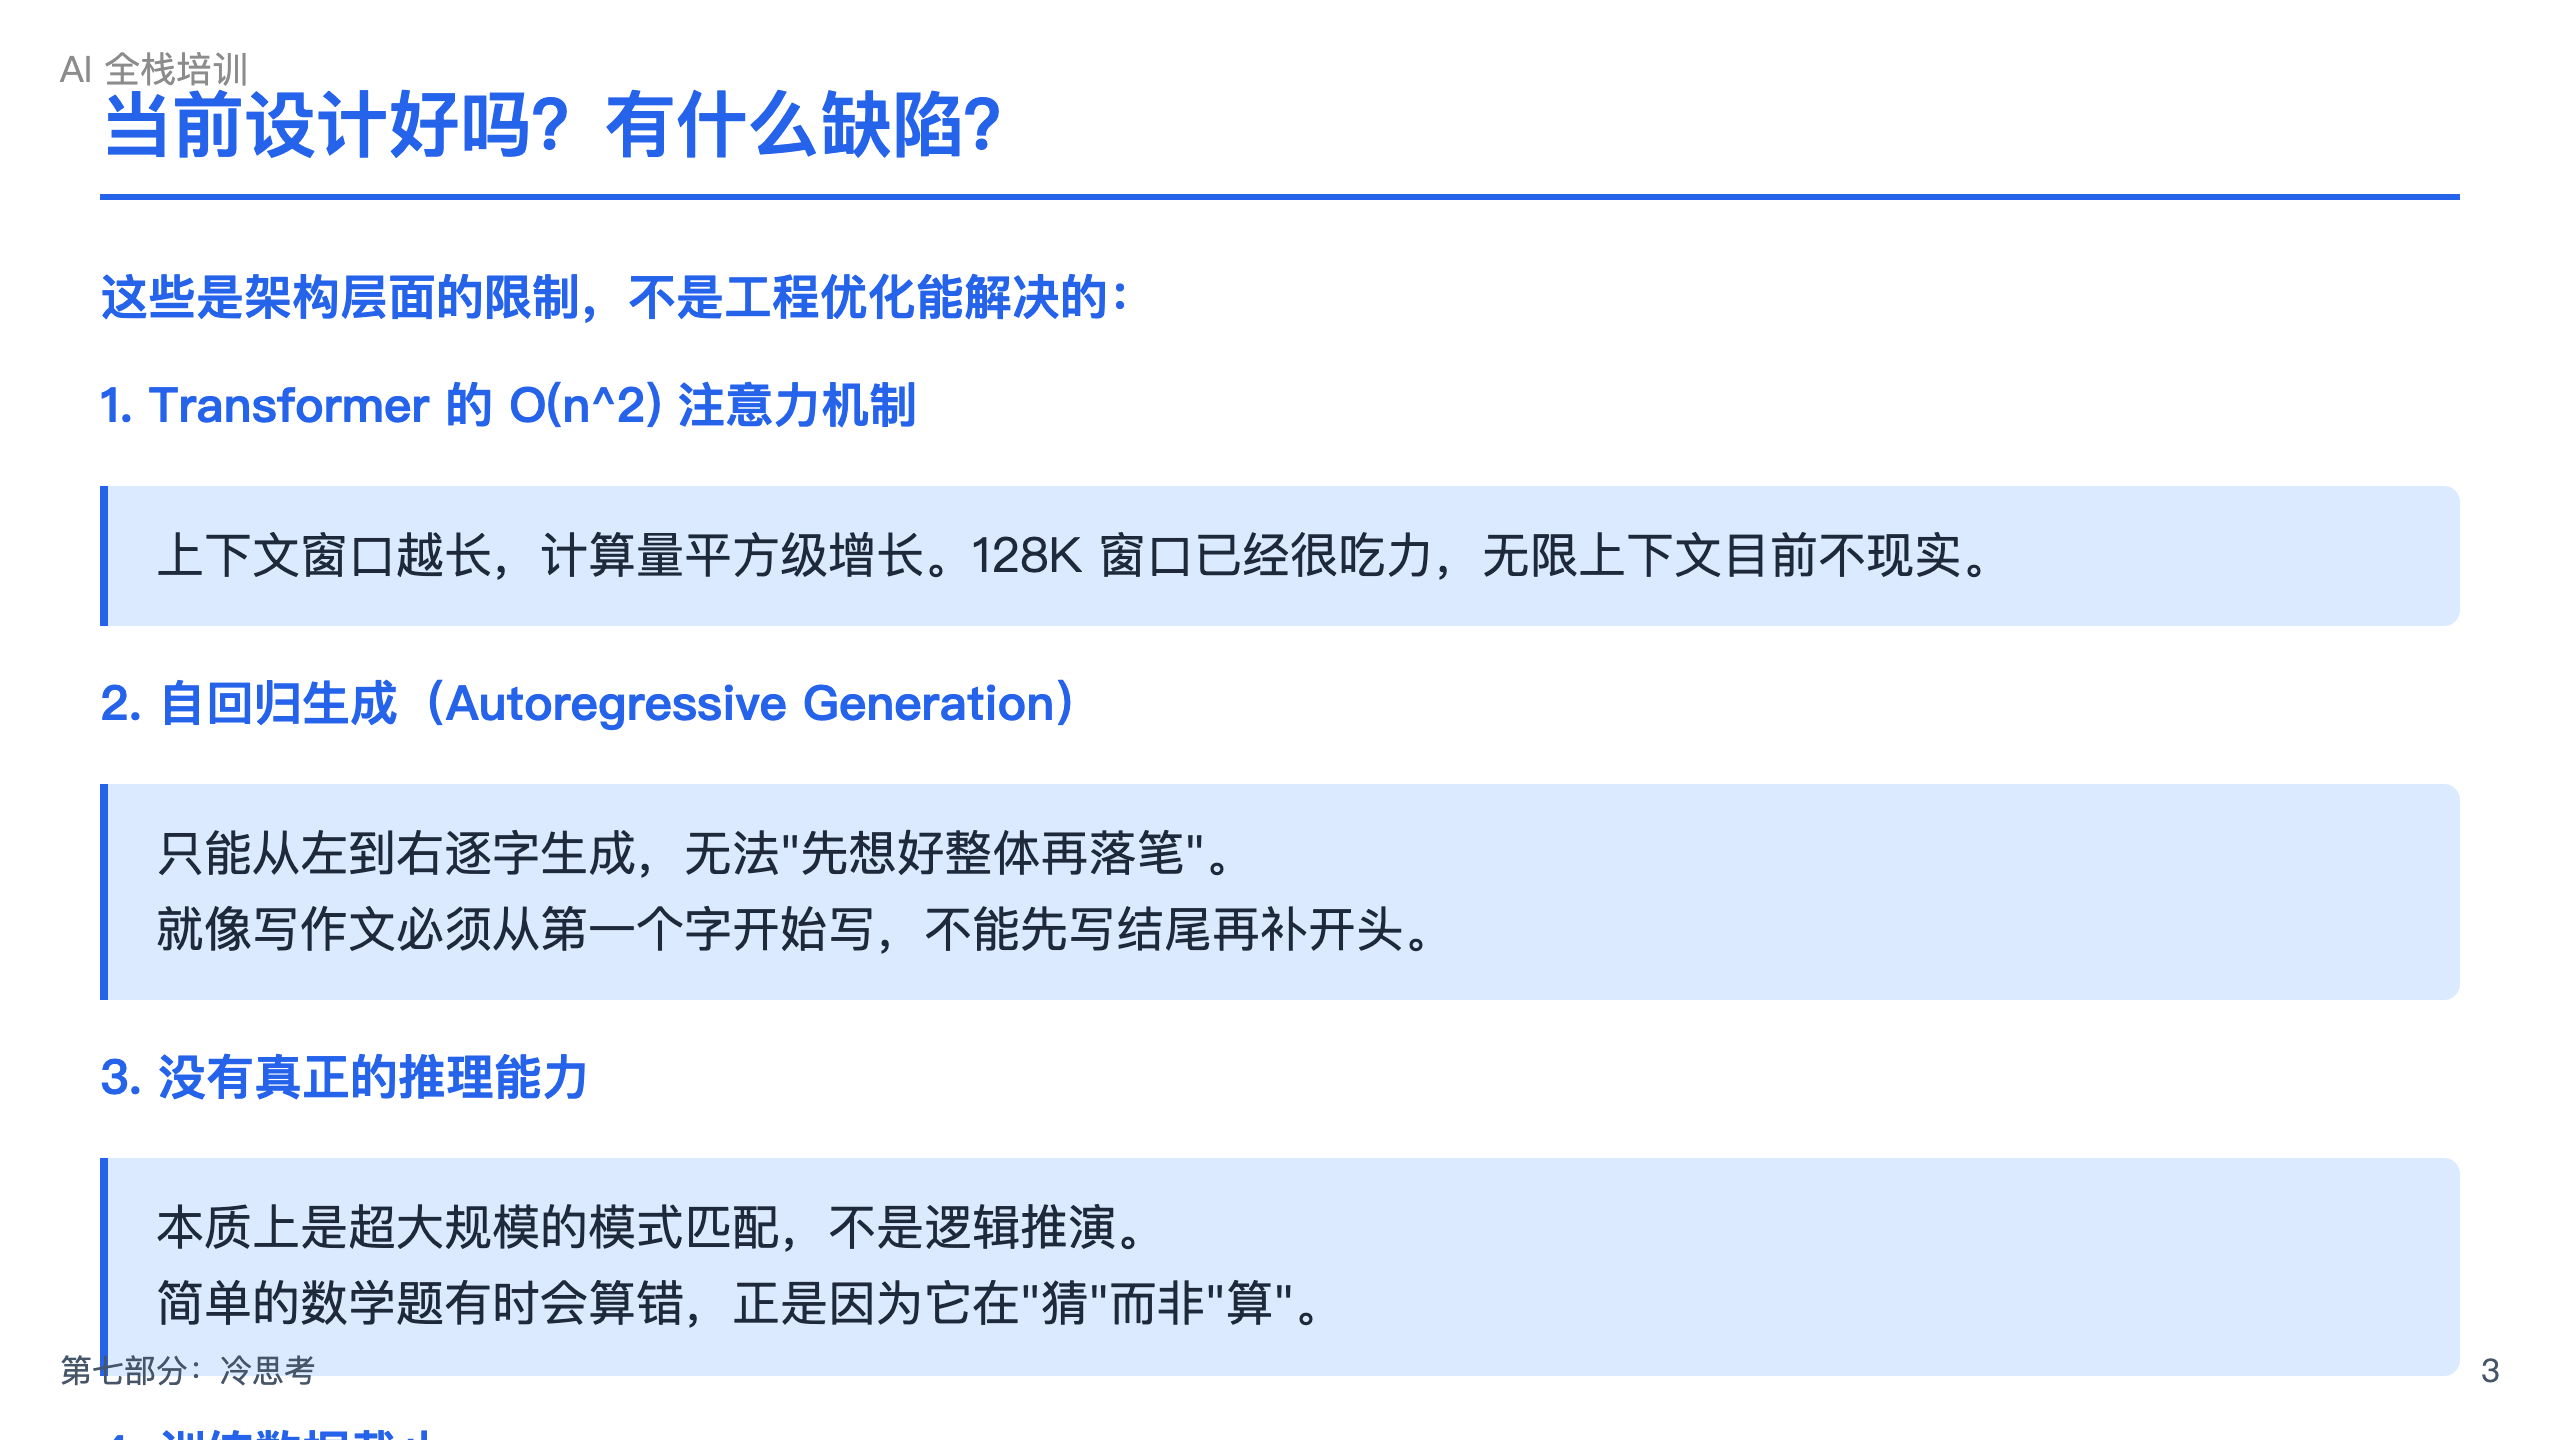 AI 全栈培训
当前设计好吗？有什么缺陷？
这些是架构层面的限制，不是工程优化能解决的：
1. Transformer 的 O(n^2) 注意力机制
上下文窗口越长，计算量平方级增长。128K 窗口已经很吃力，无限上下文目前不现实。
2. 自回归生成（Autoregressive Generation）
只能从左到右逐字生成，无法"先想好整体再落笔"。
就像写作文必须从第一个字开始写，不能先写结尾再补开头。
3. 没有真正的推理能力
本质上是超大规模的模式匹配，不是逻辑推演。
简单的数学题有时会算错，正是因为它在"猜"而非"算"。
第七部分：冷思考
3
4. 训练数据截止